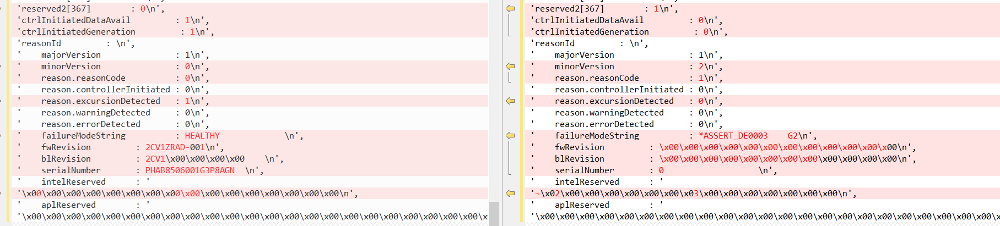 'reserved2[367]        : 0\n',
'ctrlInitiatedDataAvail         : 1\n',
'ctrlInitiatedGeneration         : 1\n',
'reasonId         : \n',
'    majorVersion               : 1\n',
'    minorVersion               : 0\n',
'    reason.reasonCode          : 0\n',
'    reason.controllerInitiated : 0\n',
'    reason.excursionDetected   : 1\n',
'    reason.warningDetected     : 0\n',
'    reason.errorDetected       : 0\n',
'    failureModeString          : HEALTHY             \n',
'    fwRevision         : 2CV1ZRAD-001\n',
'    blRevision         : 2CV1\x00\x00\x00\x00    \n',
'    serialNumber       : PHAB8506001G3P8AGN  \n',
'    intelReserved      : '
'\x00\x00\x00\x00\x00\x00\x00\x00\x00\x00\x00\x00\x00\x00\x00\x00\n',
'    aplReserved        : '
'\x00\x00\x00\x00\x00\x00\x00\x00\x00\x00\x00\x00\x00\x00\x00\x00\x00\x00\x00\x00\x00\x00\x00\x
'reserved2[367]        : 1\n',
'ctrlInitiatedDataAvail         : 0\n',
'ctrlInitiatedGeneration         : 0\n',
'reasonId         : \n',
'    majorVersion               : 1\n',
'    minorVersion               : 2\n',
'    reason.reasonCode          : 1\n',
'    reason.controllerInitiated : 0\n',
'    reason.excursionDetected   : 0\n',
'    reason.warningDetected     : 0\n',
'    reason.errorDetected       : 0\n',
'    failureModeString          : *ASSERT_DE0003    G2\n',
'    fwRevision         : \x00\x00\x00\x00\x00\x00\x00\x00\x00\x00\x00\x00\n',
'    blRevision         : \x00\x00\x00\x00\x00\x00\x00\x00\x00\x00\x00\x00\n',
'    serialNumber       : 0                   \n',
'    intelReserved      : '
'¬\x02\x00\x00\x00\x00\x00\x00\x03\x00\x00\x00\x00\x00\x00\x00\n',
'    aplReserved        : '
'\x00\x00\x00\x00\x00\x00\x00\x00\x00\x00\x00\x00\x00\x00\x00\x00\x00\x00\x00\x00\x00\x00\x00\x